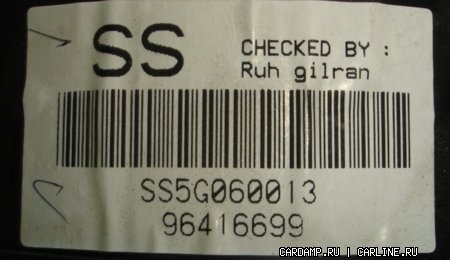 SS
CHECKED BY :
Ruh gilran
SS5G060013
96416699
CARDAMP.RU | CARLINE.RU